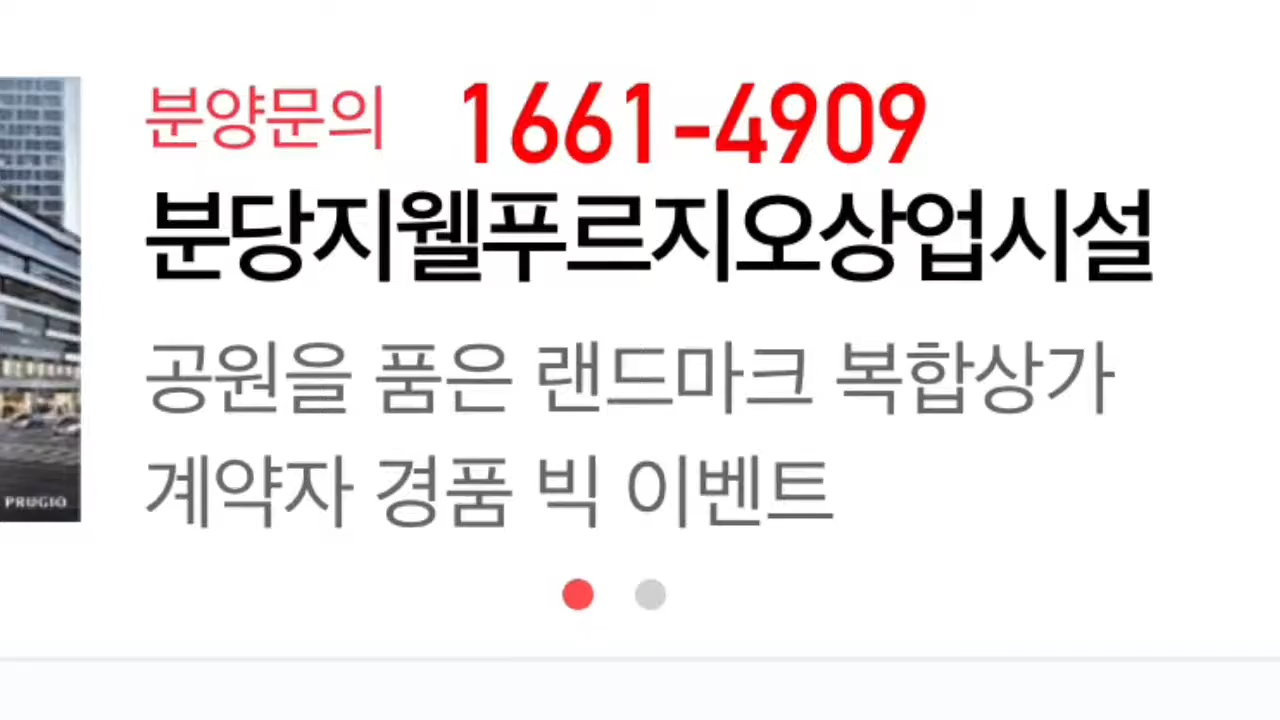 분양문의 1661-4909
분당지웰푸르지오상업시설
공원을 품은 랜드마크 복합상가
계약자 경품 빅 이벤트
PRUGIO